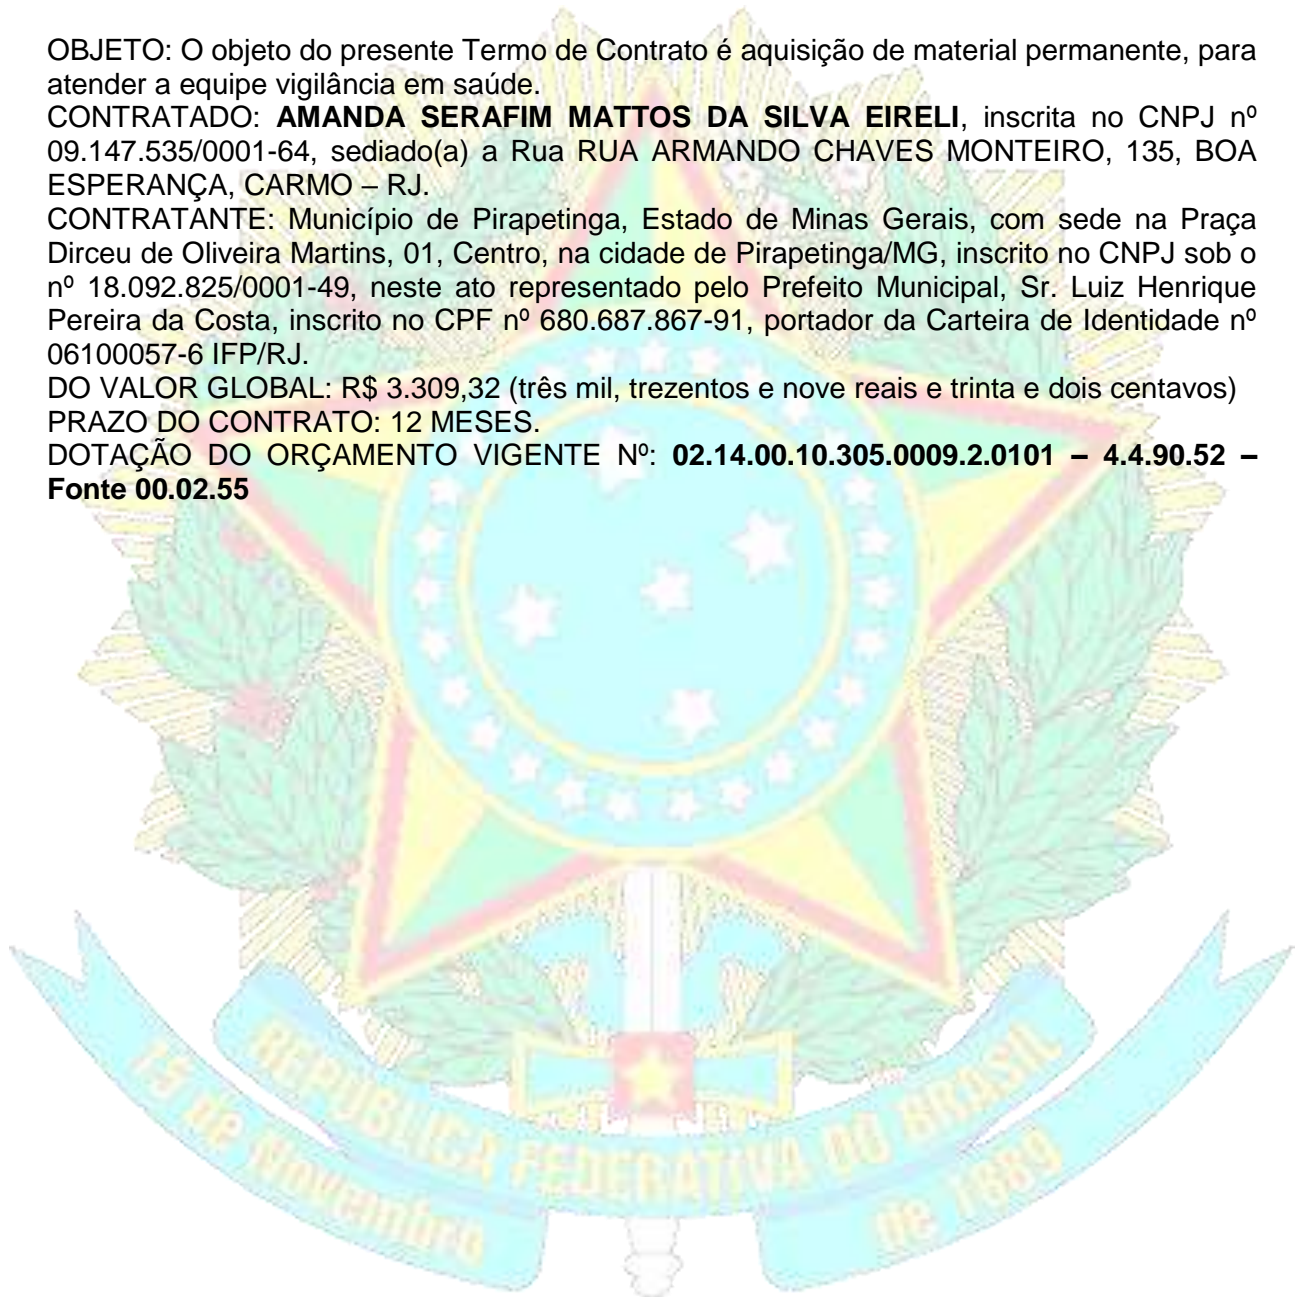 OBJETO: O objeto do presente Termo de Contrato é aquisição de material permanente, para
atender a equipe vigilância em saúde.
CONTRATADO: AMANDA SERAFIM MATTOS DA SILVA EIRELI, inscrita no CNPJ nº
09.147.535/0001-64, sediado(a) a Rua RUA ARMANDO CHAVES MONTEIRO, 135, BOA
ESPERANÇA, CARMO – RJ.
CONTRATANTE: Município de Pirapetinga, Estado de Minas Gerais, com sede na Praça
Dirceu de Oliveira Martins, 01, Centro, na cidade de Pirapetinga/MG, inscrito no CNPJ sob o
nº 18.092.825/0001-49, neste ato representado pelo Prefeito Municipal, Sr. Luiz Henrique
Pereira da Costa, inscrito no CPF nº 680.687.867-91, portador da Carteira de Identidade nº
06100057-6 IFP/RJ.
DO VALOR GLOBAL: R$ 3.309,32 (três mil, trezentos e nove reais e trinta e dois centavos)
PRAZO DO CONTRATO: 12 MESES.
DOTAÇÃO DO ORÇAMENTO VIGENTE Nº: 02.14.00.10.305.0009.2.0101 – 4.4.90.52 –
Fonte 00.02.55
REPÚBLICA FEDERATIVA DO BRASIL
15 de Novembro
de 1889